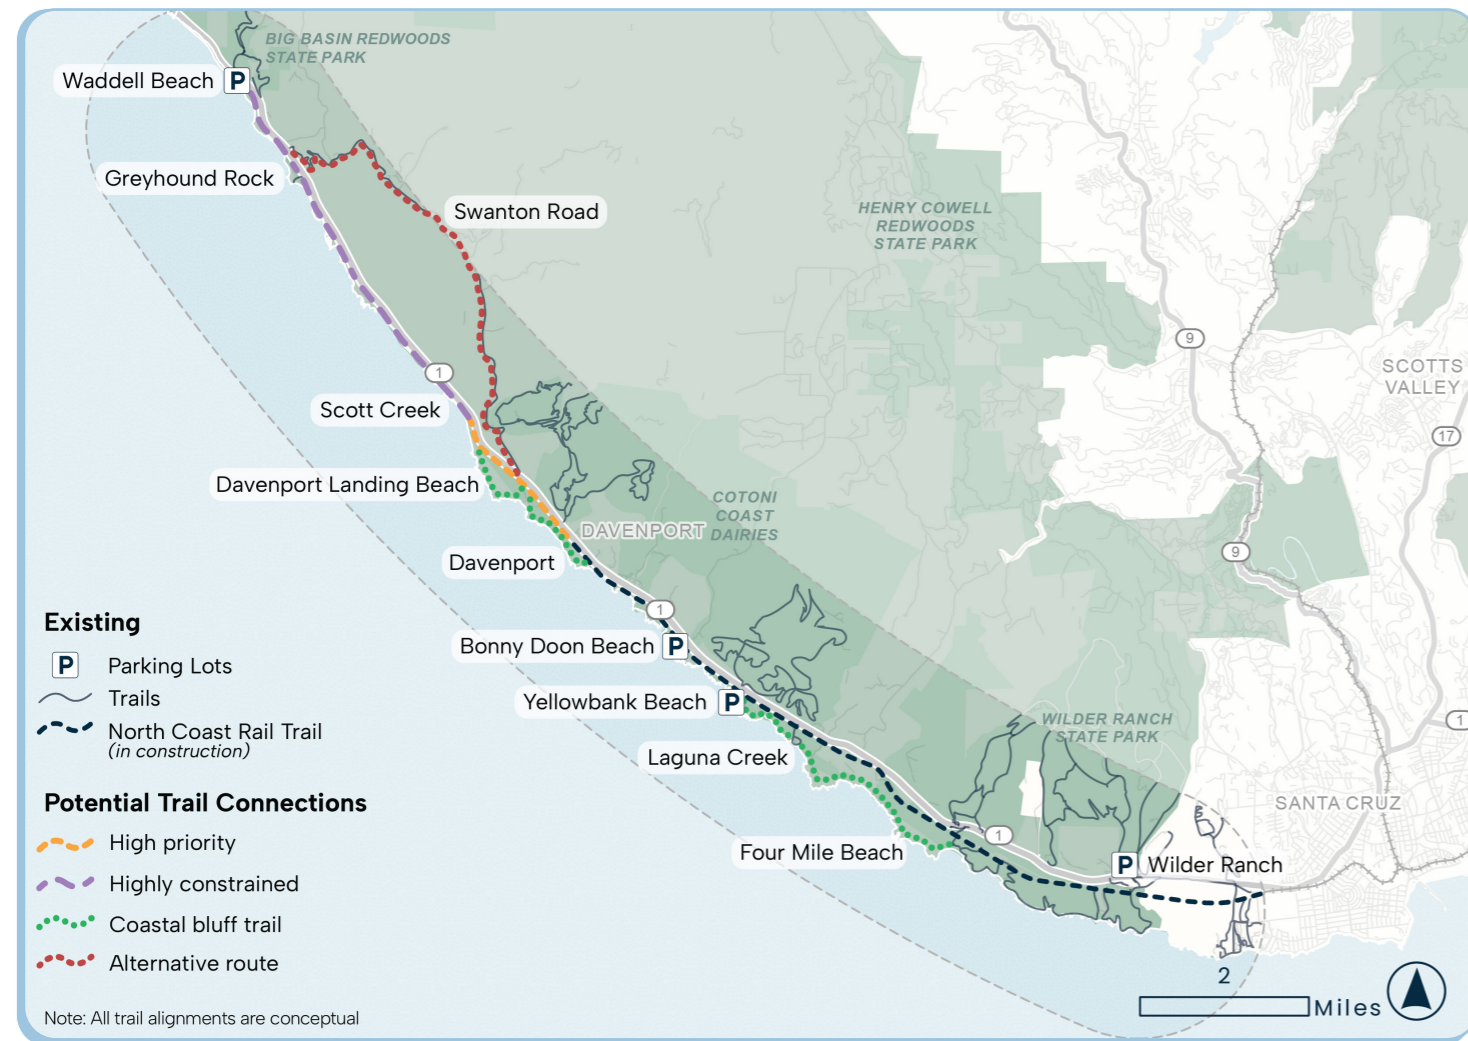 BIG BASIN REDWOODS
STATE PARK
Waddell Beach
P
Greyhound Rock
Swanton Road
HENRY COWELL
REDWOODS
STATE PARK
9
SCOTTS
VALLEY
1
Scott Creek
17
Davenport Landing Beach
COTONI
COAST
DAIRIES
DAVENPORT
9
Davenport
1
Bonny Doon Beach
P
Yellowbank Beach
P
WILDER RANCH
STATE PARK
1
Laguna Creek
SANTA CRUZ
1
Four Mile Beach
P
Wilder Ranch
Existing
P
Parking Lots
Trails
North Coast Rail Trail
(in construction)
Potential Trail Connections
High priority
Highly constrained
Coastal bluff trail
Alternative route
Note: All trail alignments are conceptual
2
Miles